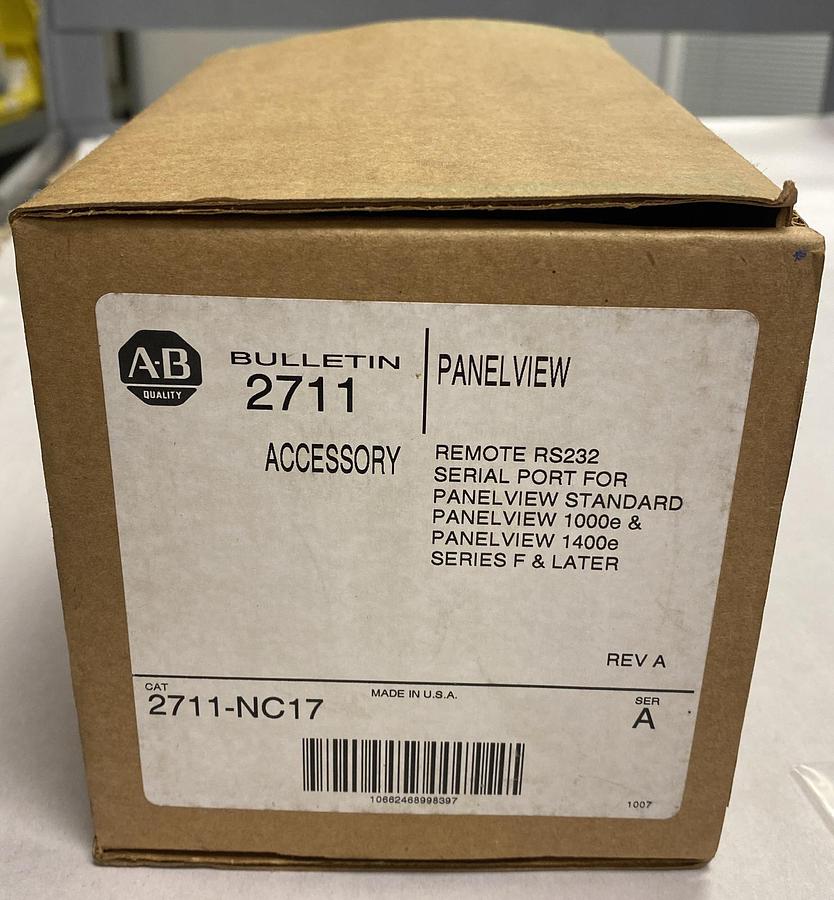 A·B
QUALITY
BULLETIN
2711
PANELVIEW
ACCESSORY
REMOTE RS232
SERIAL PORT FOR
PANELVIEW STANDARD
PANELVIEW 1000e &
PANELVIEW 1400e
SERIES F & LATER
REV A
CAT
2711-NC17
MADE IN U.S.A.
SER
A
10662468998397
1007